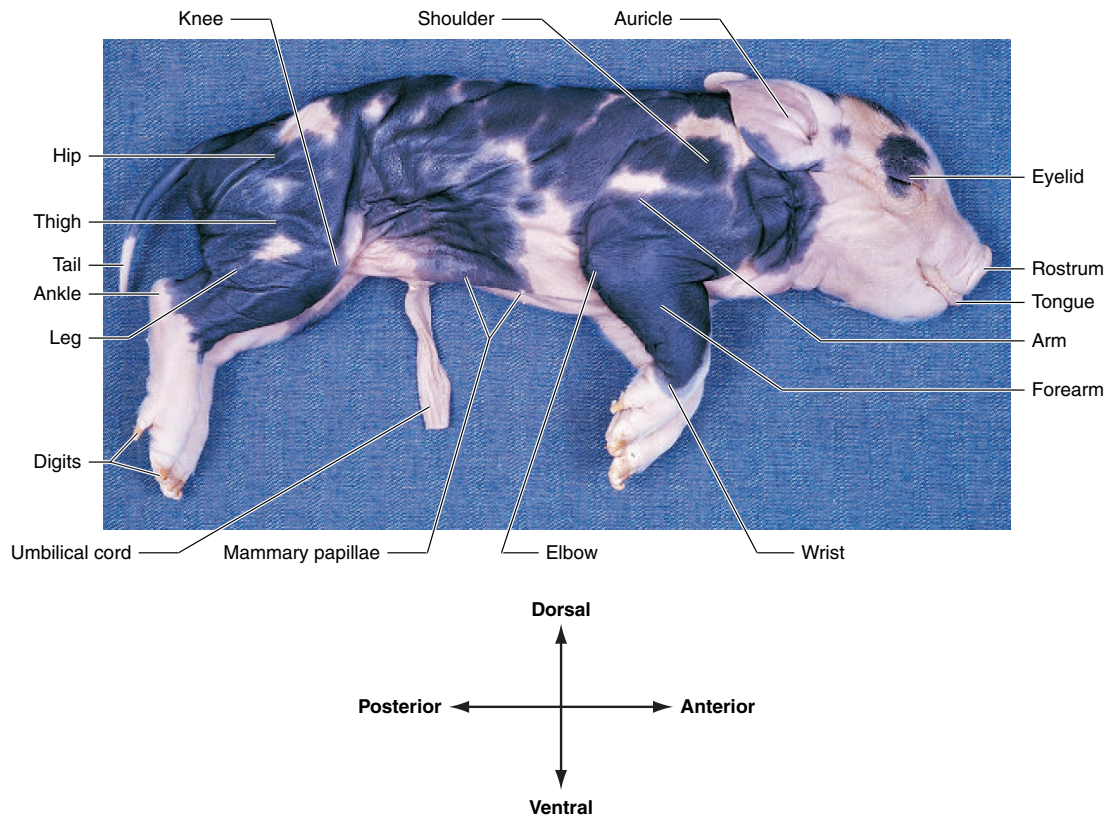 Knee
Shoulder
Auricle
Hip
Thigh
Tail
Ankle
Leg
Digits
Eyelid
Rostrum
Tongue
Arm
Forearm
Umbilical cord
Mammary papillae
Elbow
Wrist
Dorsal
Posterior
Anterior
Ventral